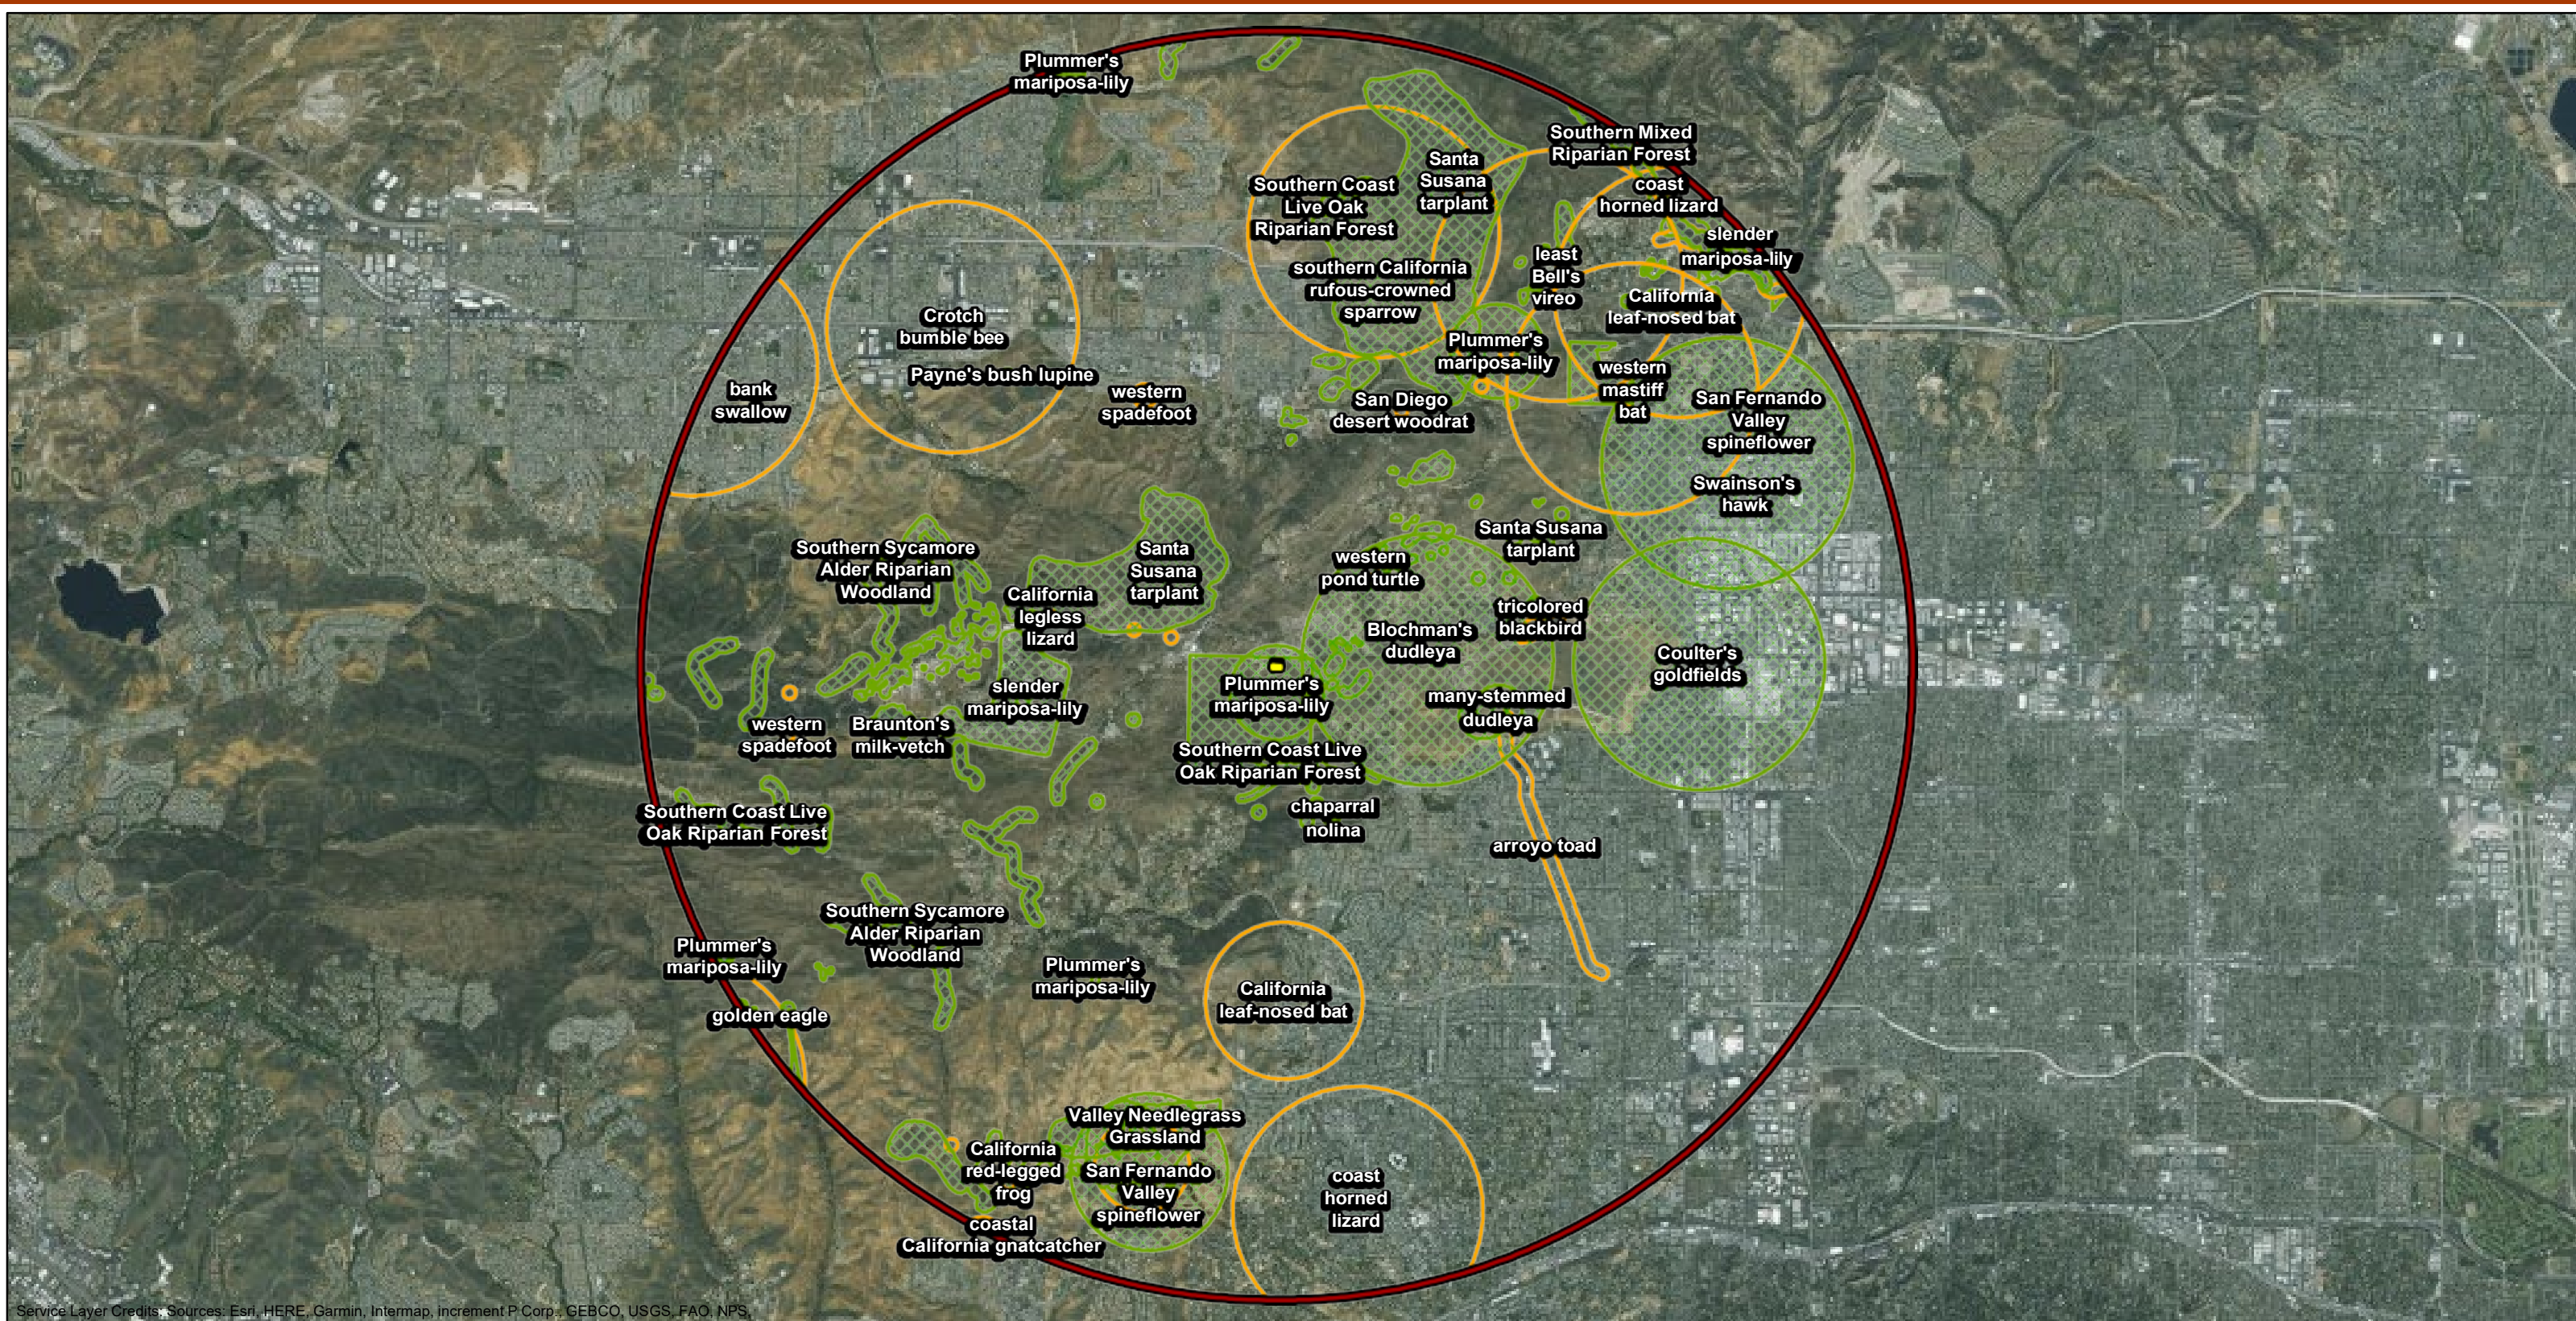 Plummer's
mariposa-lily
Southern Mixed
Riparian Forest
Santa
Susana
tarplant
Southern Coast
Live Oak
Riparian Forest
coast
horned lizard
slender
mariposa-lily
least
Bell's
vireo
southern California
rufous-crowned
sparrow
California
leaf-nosed bat
Crotch
bumble bee
Plummer's
mariposa-lily
Payne's bush lupine
bank
swallow
western
spadefoot
San Diego
desert woodrat
western
mastiff
bat
San Fernando
Valley
spineflower
Swainson's
hawk
Santa Susana
tarplant
Southern Sycamore
Alder Riparian
Woodland
Santa
Susana
tarplant
western
pond turtle
California
legless
lizard
tricolored
blackbird
Blochman's
dudleya
Coulter's
goldfields
slender
mariposa-lily
Plummer's
mariposa-lily
many-stemmed
dudleya
western
spadefoot
Braunton's
milk-vetch
Southern Coast Live
Oak Riparian Forest
chaparral
nolina
Southern Coast Live
Oak Riparian Forest
arroyo toad
Southern Sycamore
Alder Riparian
Woodland
Plummer's
mariposa-lily
Plummer's
mariposa-lily
California
leaf-nosed bat
golden eagle
Valley Needlegrass
Grassland
California
red-legged
frog
San Fernando
Valley
spineflower
coast
horned
lizard
coastal
California gnatcatcher
Service Layer Credits: Sources: Esri, HERE, Garmin, Intermap, increment P Corp., GEBCO, USGS, FAO, NPS,